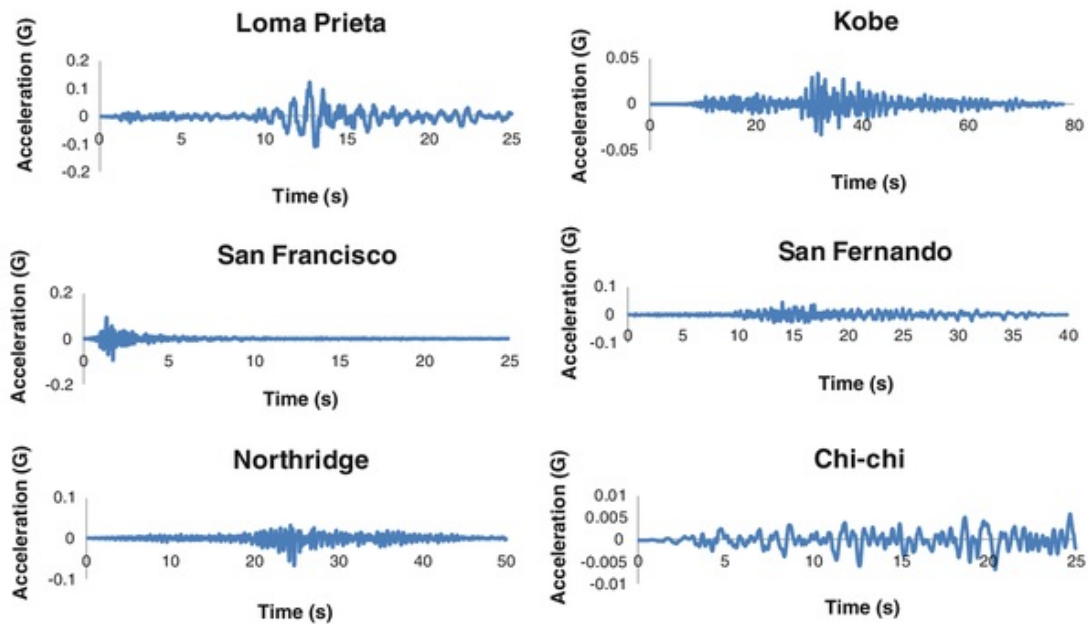 Loma Prieta
Acceleration (G)
0.2
0.1
0
-0.1
-0.2
0 5 10 15 20 25
Time (s)
Kobe
Acceleration (G)
0.05
0
-0.05
0 20 40 60 80
Time (s)
San Francisco
Acceleration (G)
0.2
0
-0.2
0 5 10 15 20 25
Time (s)
San Fernando
Acceleration (G)
0.1
0
-0.1
0 5 10 15 20 25 30 35 40
Time (s)
Northridge
Acceleration (G)
0.1
0
-0.1
0 10 20 30 40 50
Time (s)
Chi-chi
Acceleration (G)
0.01
0.005
0
-0.005
-0.01
0 5 10 15 20 25
Time (s)